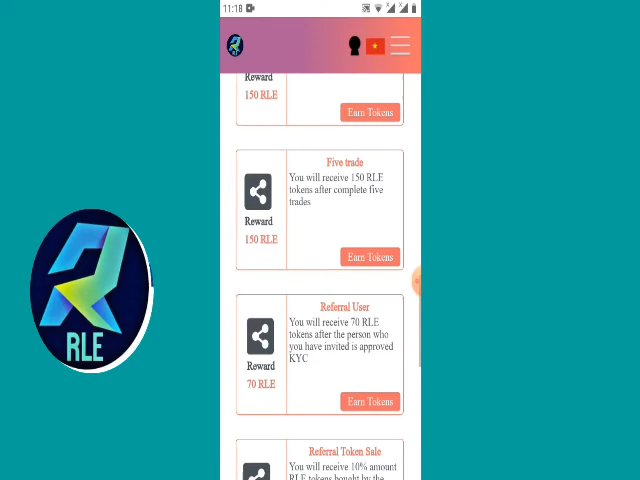 11:18
RLE
Reward
150 RLE
Earn Tokens
Five trade
You will receive 150 RLE
tokens after complete five
trades
Reward
150 RLE
Earn Tokens
Referral User
You will receive 70 RLE
tokens after the person who
you have invited is approved
KYC
Reward
70 RLE
Earn Tokens
Referral Token Sale
You will receive 10% amount
RLE tokens bought by the
RLE